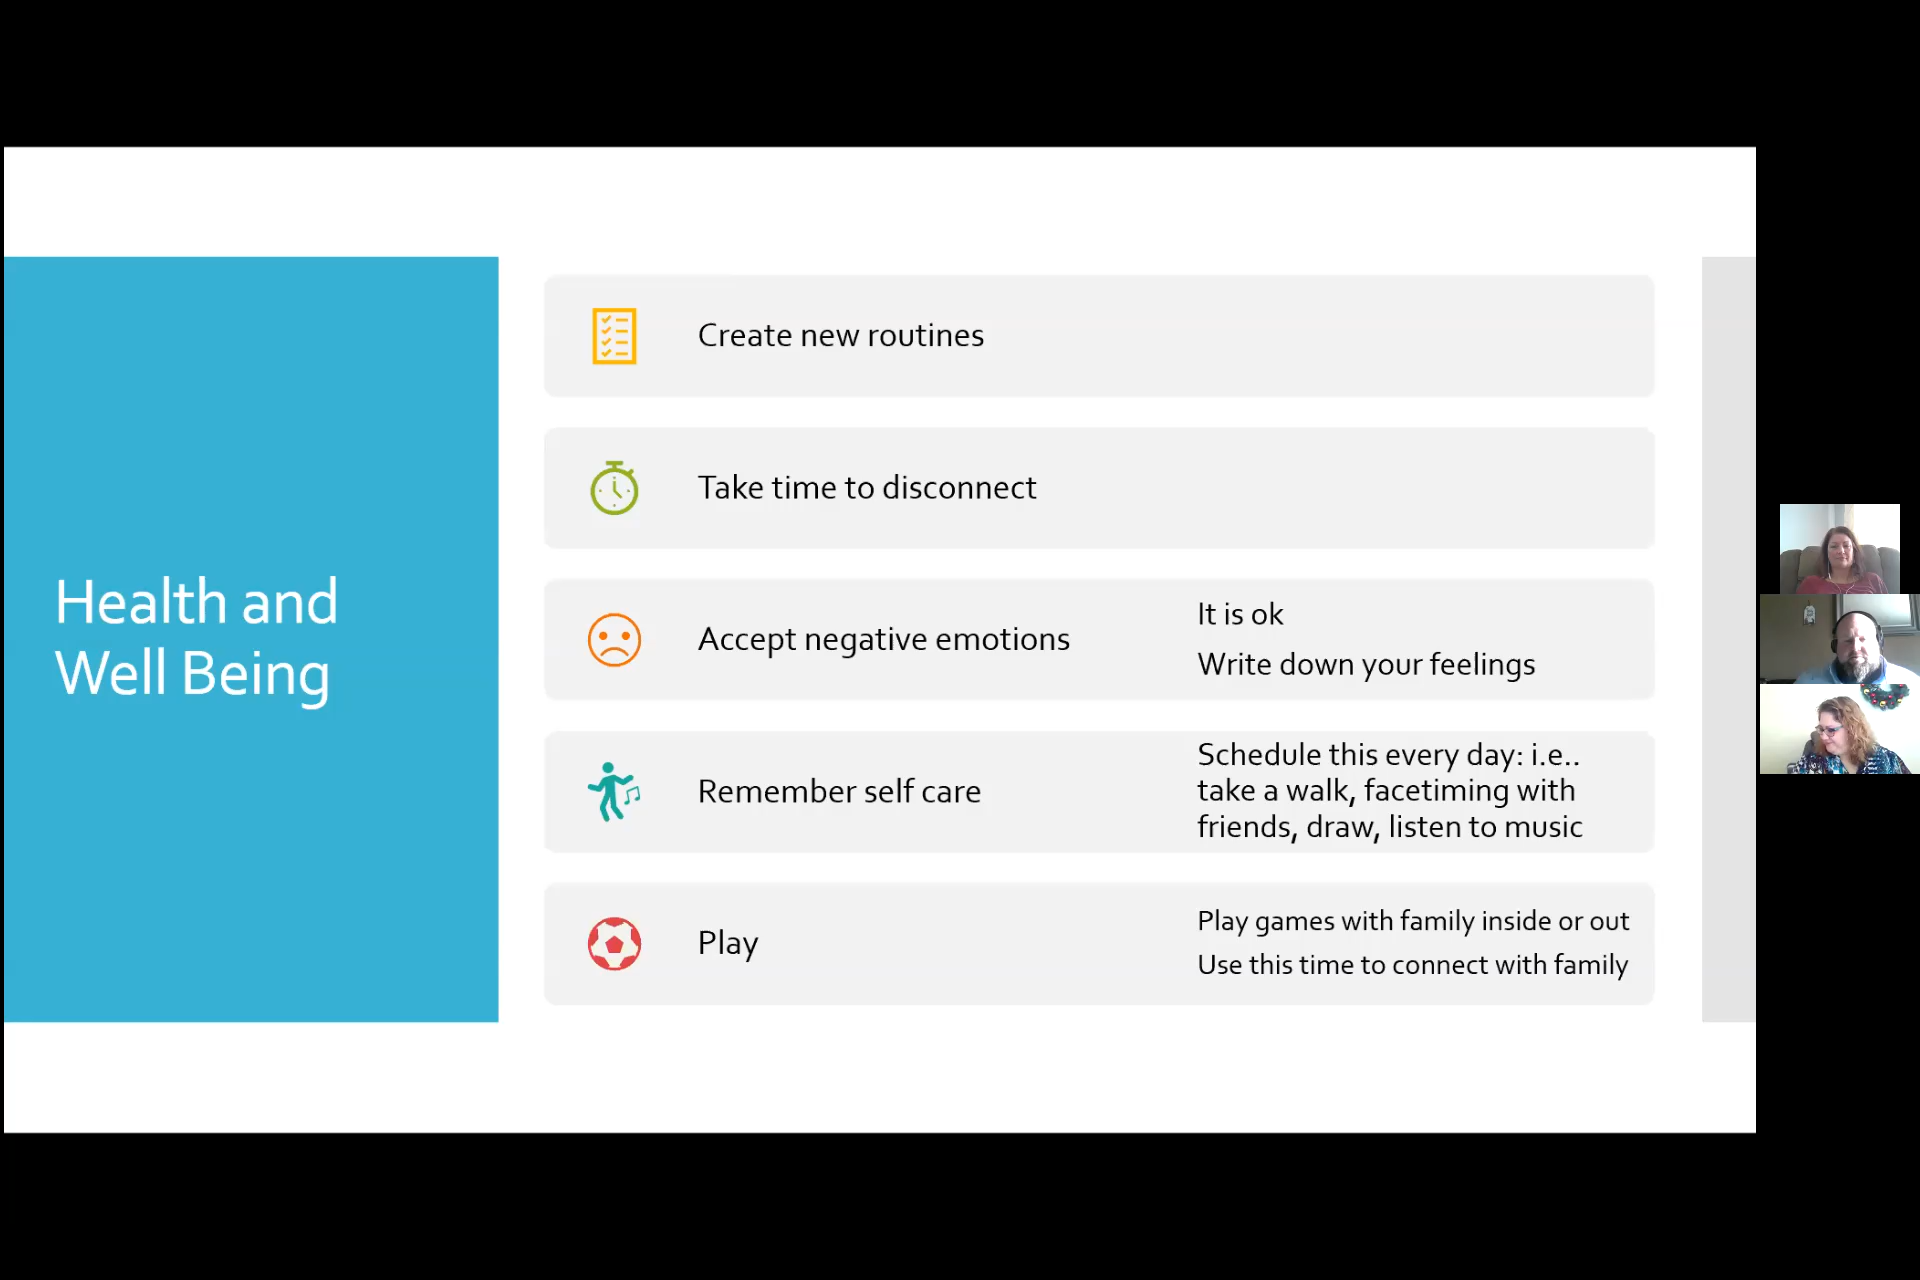 Health and
Well Being
Create new routines
Take time to disconnect
Accept negative emotions
It is ok
Write down your feelings
Remember self care
Schedule this every day: i.e..
take a walk, facetiming with
friends, draw, listen to music
Play
Play games with family inside or out
Use this time to connect with family